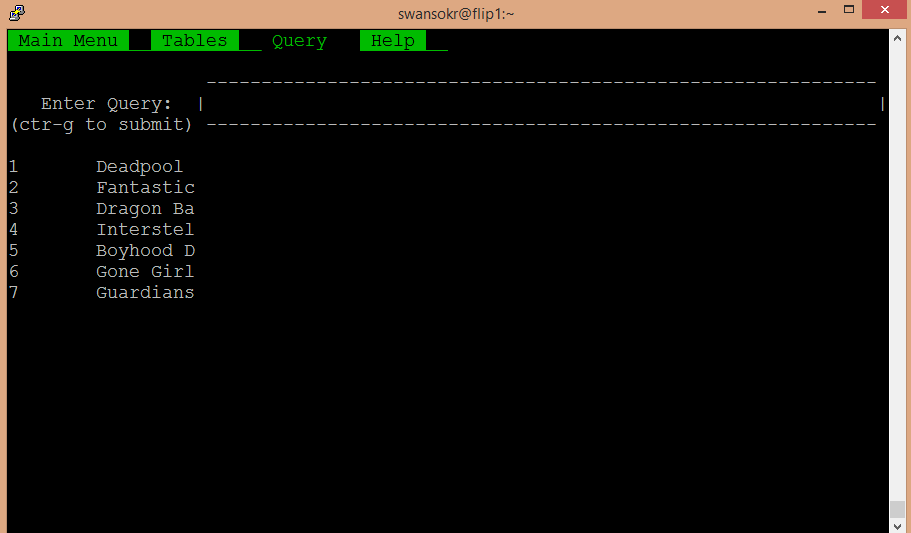 swansokr@flip1:~
Main Menu Tables Query Help
Enter Query:
(ctr-g to submit)
1 Deadpool
2 Fantastic
3 Dragon Ba
4 Interstel
5 Boyhood D
6 Gone Girl
7 Guardians